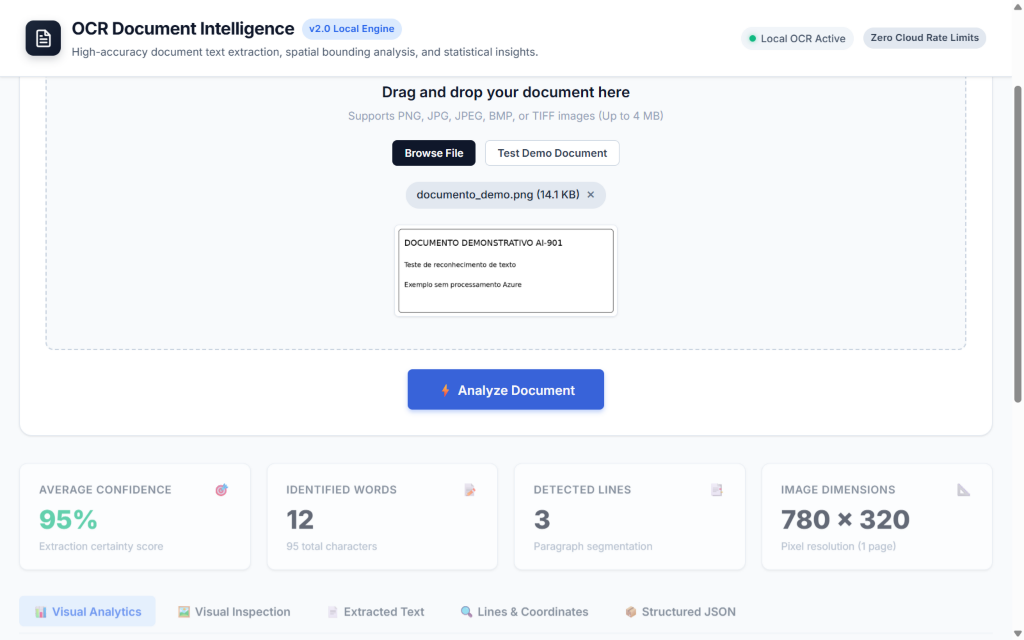 OCR Document Intelligence
v2.0 Local Engine
High-accuracy document text extraction, spatial bounding analysis, and statistical insights.
Local OCR Active
Zero Cloud Rate Limits
Drag and drop your document here
Supports PNG, JPG, JPEG, BMP, or TIFF images (Up to 4 MB)
Browse File
Test Demo Document
documento_demo.png (14.1 KB) ✕
DOCUMENTO DEMONSTRATIVO AI-901
Teste de reconhecimento de texto
Exemplo sem processamento Azure
Analyze Document
AVERAGE CONFIDENCE
95%
Extraction certainty score
IDENTIFIED WORDS
12
95 total characters
DETECTED LINES
3
Paragraph segmentation
IMAGE DIMENSIONS
780 × 320
Pixel resolution (1 page)
Visual Analytics
Visual Inspection
Extracted Text
Lines & Coordinates
Structured JSON